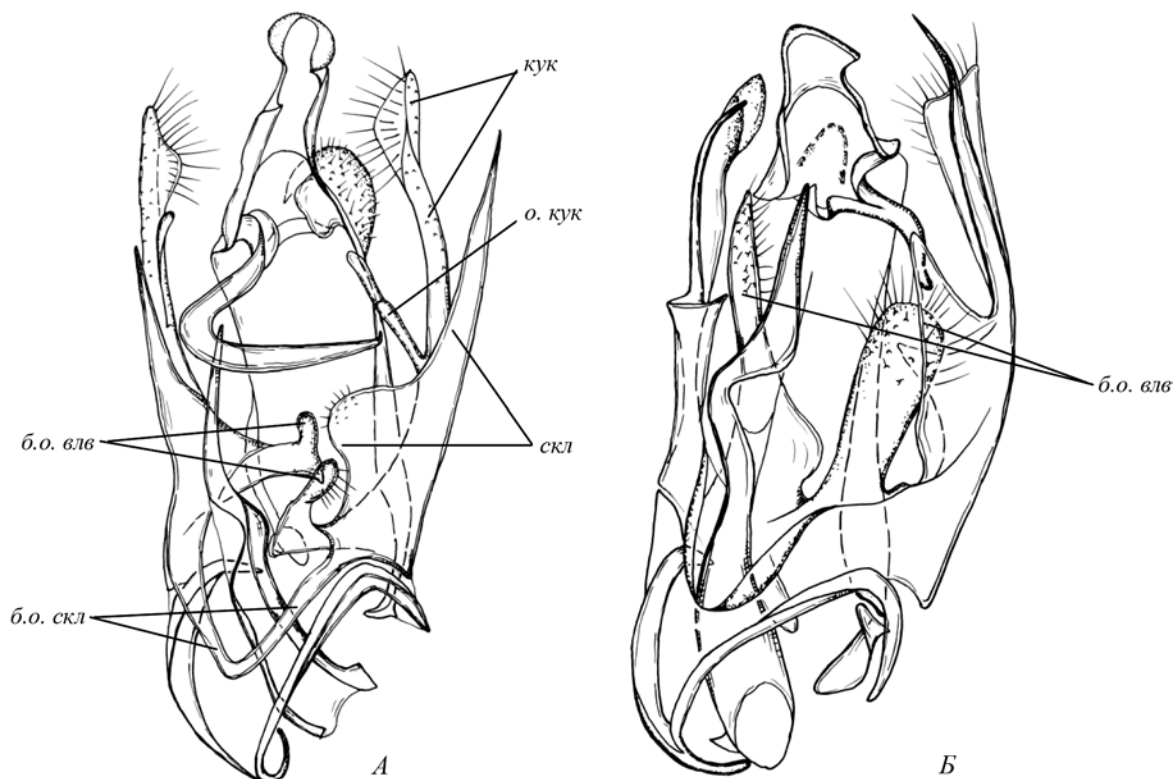 кук
о. кук
б.о. влв
скл
б.о. влв
б.о. скл
А
Б